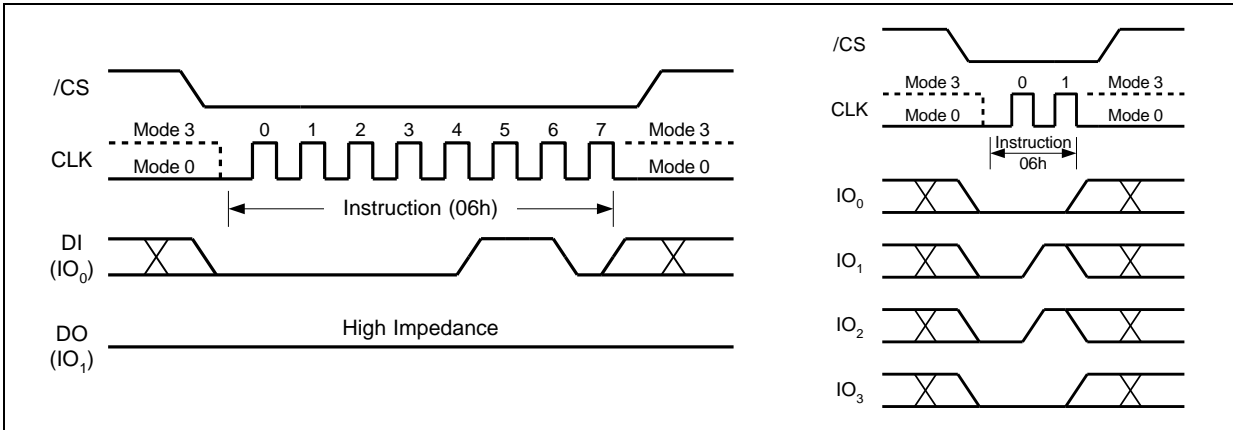 /CS
Mode 3 0 1 2 3 4 5 6 7 Mode 3
CLK
Mode 0 Mode 0
Instruction (06h)
DI
(IO0)
High Impedance
DO
(IO1)
/CS
Mode 3 0 1 Mode 3
CLK
Mode 0 Mode 0
Instruction
06h
IO0
IO1
IO2
IO3